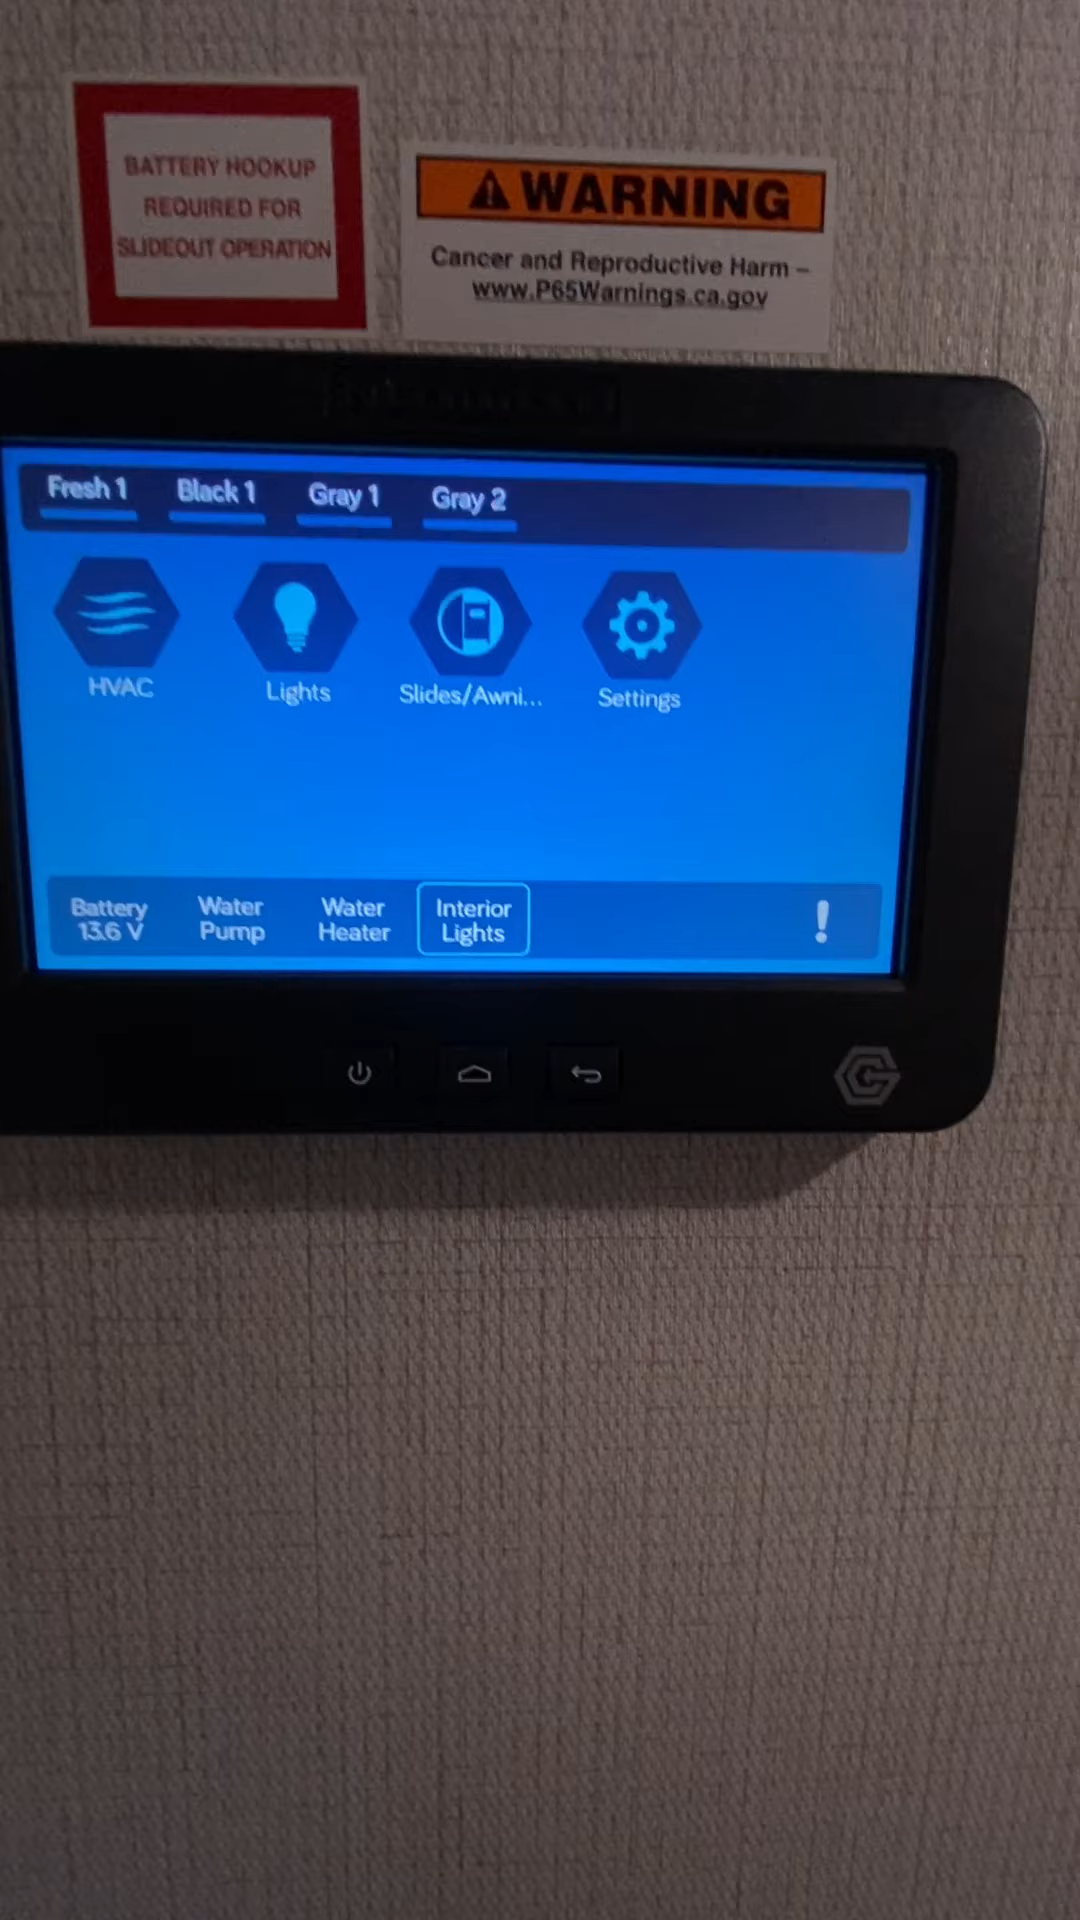 BATTERY HOOKUP
REQUIRED FOR
SLIDEOUT OPERATION
WARNING
Cancer and Reproductive Harm –
www.P65Warnings.ca.gov
Fresh 1 Black 1 Gray 1 Gray 2
HVAC Lights Slides/Awni... Settings
Battery
13.6 V
Water
Pump
Water
Heater
Interior
Lights
!